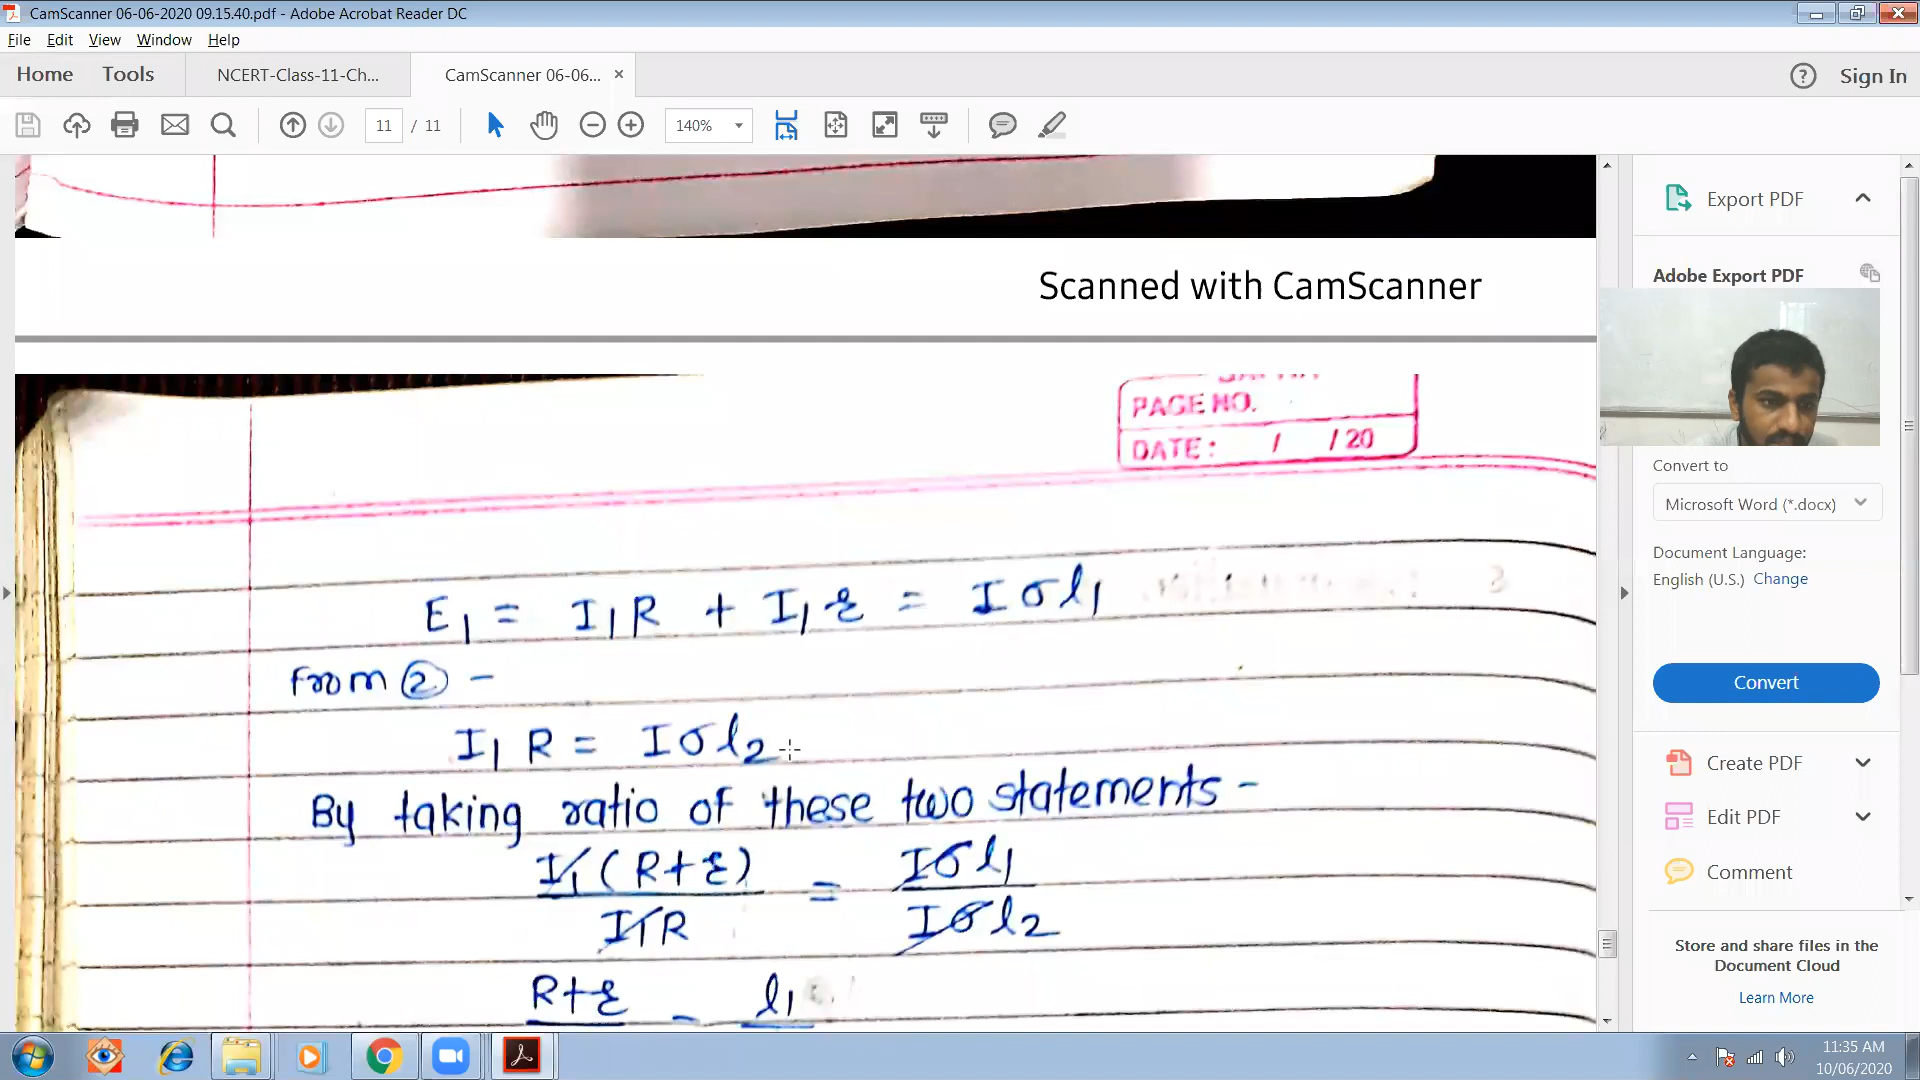 CamScanner 06-06-2020 09.15.40.pdf - Adobe Acrobat Reader DC
File Edit View Window Help
Home Tools NCERT-Class-11-Ch... CamScanner 06-06... × ? Sign In
11 / 11 140%
Scanned with CamScanner
PAGE NO.
DATE: / / 20
E₁ = I₁R + I₁r = Iσl₁
From ② -
I₁R = Iσl₂
By taking ratio of these two statements -
I₁(R+r) / I₁R = Iσl₁ / Iσl₂
R+r = l₁
Export PDF
Adobe Export PDF
Convert to
Microsoft Word (*.docx)
Document Language:
English (U.S.) Change
Convert
Create PDF
Edit PDF
Comment
Store and share files in the
Document Cloud
Learn More
11:35 AM
10/06/2020